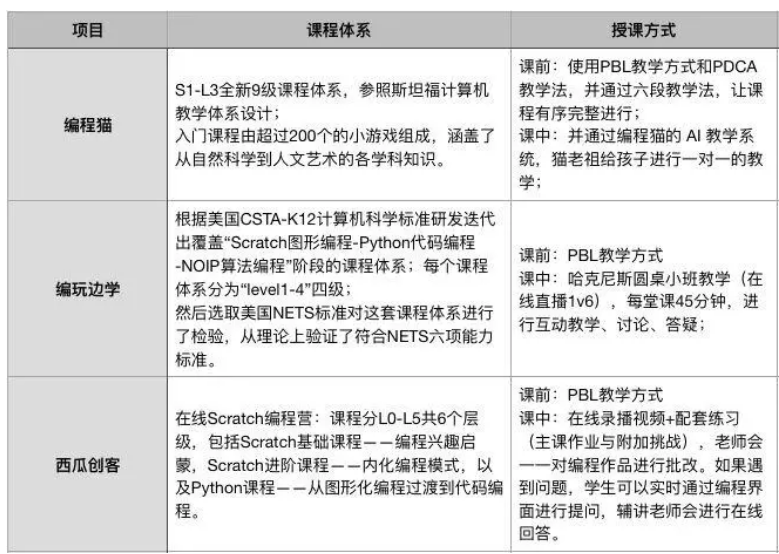 项目
课程体系
授课方式
编程猫
S1-L3全新9级课程体系，参照斯坦福计算机
教学体系设计；
入门课程由超过200个的小游戏组成，涵盖了
从自然科学到人文艺术的各学科知识。
课前：使用PBL教学方式和PDCA
教学法，并通过六段教学法，让课
程有序完整进行；
课中：并通过编程猫的 AI 教学系
统，猫老祖给孩子进行一对一的教
学；
编玩边学
根据美国CSTA-K12计算机科学标准研发迭代
出覆盖“Scratch图形编程-Python代码编程
-NOIP算法编程”阶段的课程体系；每个课程
体系分为“level1-4”四级；
然后选取美国NETS标准对这套课程体系进行
了检验，从理论上验证了符合NETS六项能力
标准。
课前：PBL教学方式
课中：哈克尼斯圆桌小班教学（在
线直播1v6），每堂课45分钟，进
行互动教学、讨论、答疑；
西瓜创客
在线Scratch编程营：课程分L0-L5共6个层
级，包括Scratch基础课程——编程兴趣启
蒙，Scratch进阶课程——内化编程模式，以
及Python课程——从图形化编程过渡到代码编
程。
课前：PBL教学方式
课中：在线录播视频+配套练习
（主课作业与附加挑战），老师会
一一对编程作品进行批改。如果遇
到问题，学生可以实时通过编程界
面进行提问，辅讲老师会进行在线
回答。